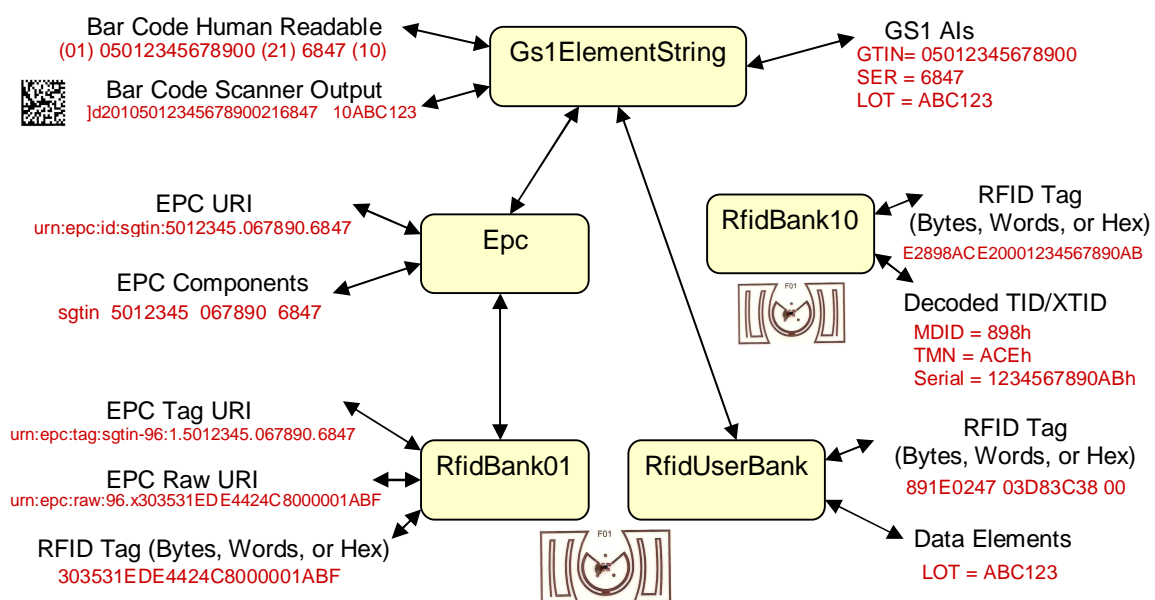 Bar Code Human Readable
(01) 05012345678900 (21) 6847 (10)
Bar Code Scanner Output
]d20105012345678900216847 10ABC123
Gs1ElementString
GS1 AIs
GTIN= 05012345678900
SER = 6847
LOT = ABC123
EPC URI
urn:epc:id:sgtin:5012345.067890.6847
EPC Components
sgtin 5012345 067890 6847
Epc
RfidBank10
F01
RFID Tag
(Bytes, Words, or Hex)
E2898ACE20001234567890AB
Decoded TID/XTID
MDID = 898h
TMN = ACEh
Serial = 1234567890ABh
EPC Tag URI
urn:epc:tag:sgtin-96:1.5012345.067890.6847
EPC Raw URI
urn:epc:raw:96.x303531EDE4424C8000001ABF
RFID Tag (Bytes, Words, or Hex)
303531EDE4424C8000001ABF
RfidBank01
F01
RfidUserBank
RFID Tag
(Bytes, Words, or Hex)
891E0247 03D83C38 00
Data Elements
LOT = ABC123